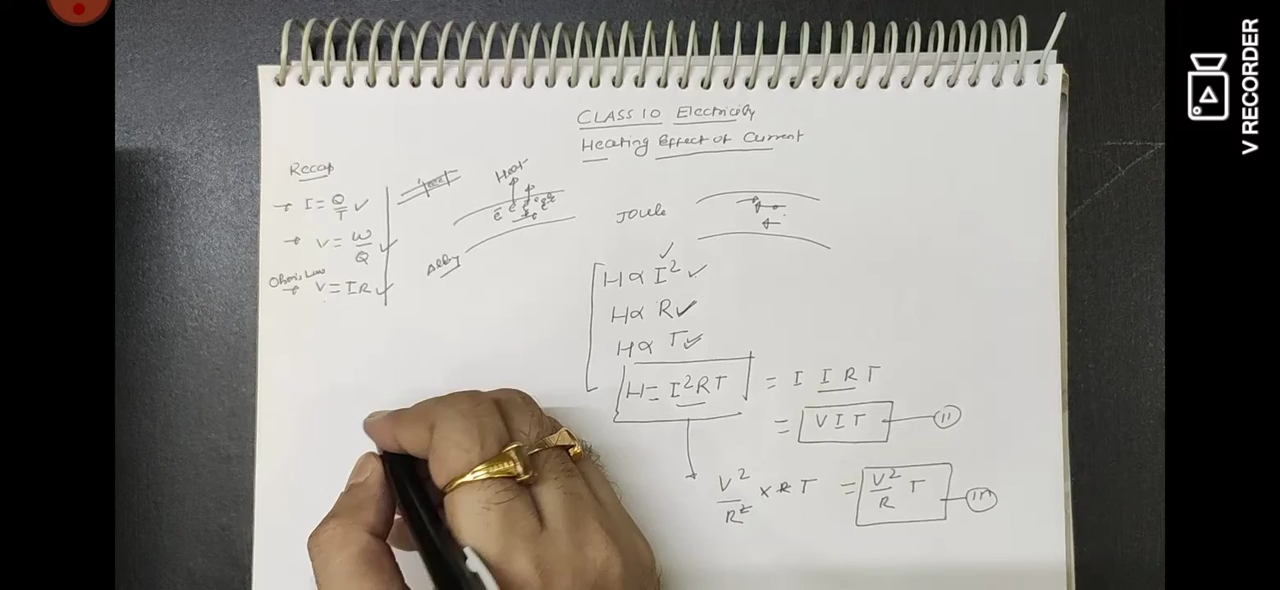 CLASS 10 Electricity
Heating Effect of Current
Recap
→ I = Q/T ✓
→ V = W/Q ✓
Ohm's Law
→ V = IR ✓
Heat
e e e e e
Alloy
Joule
H ∝ I² ✓
H ∝ R ✓
H ∝ T ✓
H = I²RT = I I R T
= VIT (II)
V²/R² × R T = V²/R T (III)
V RECORDER